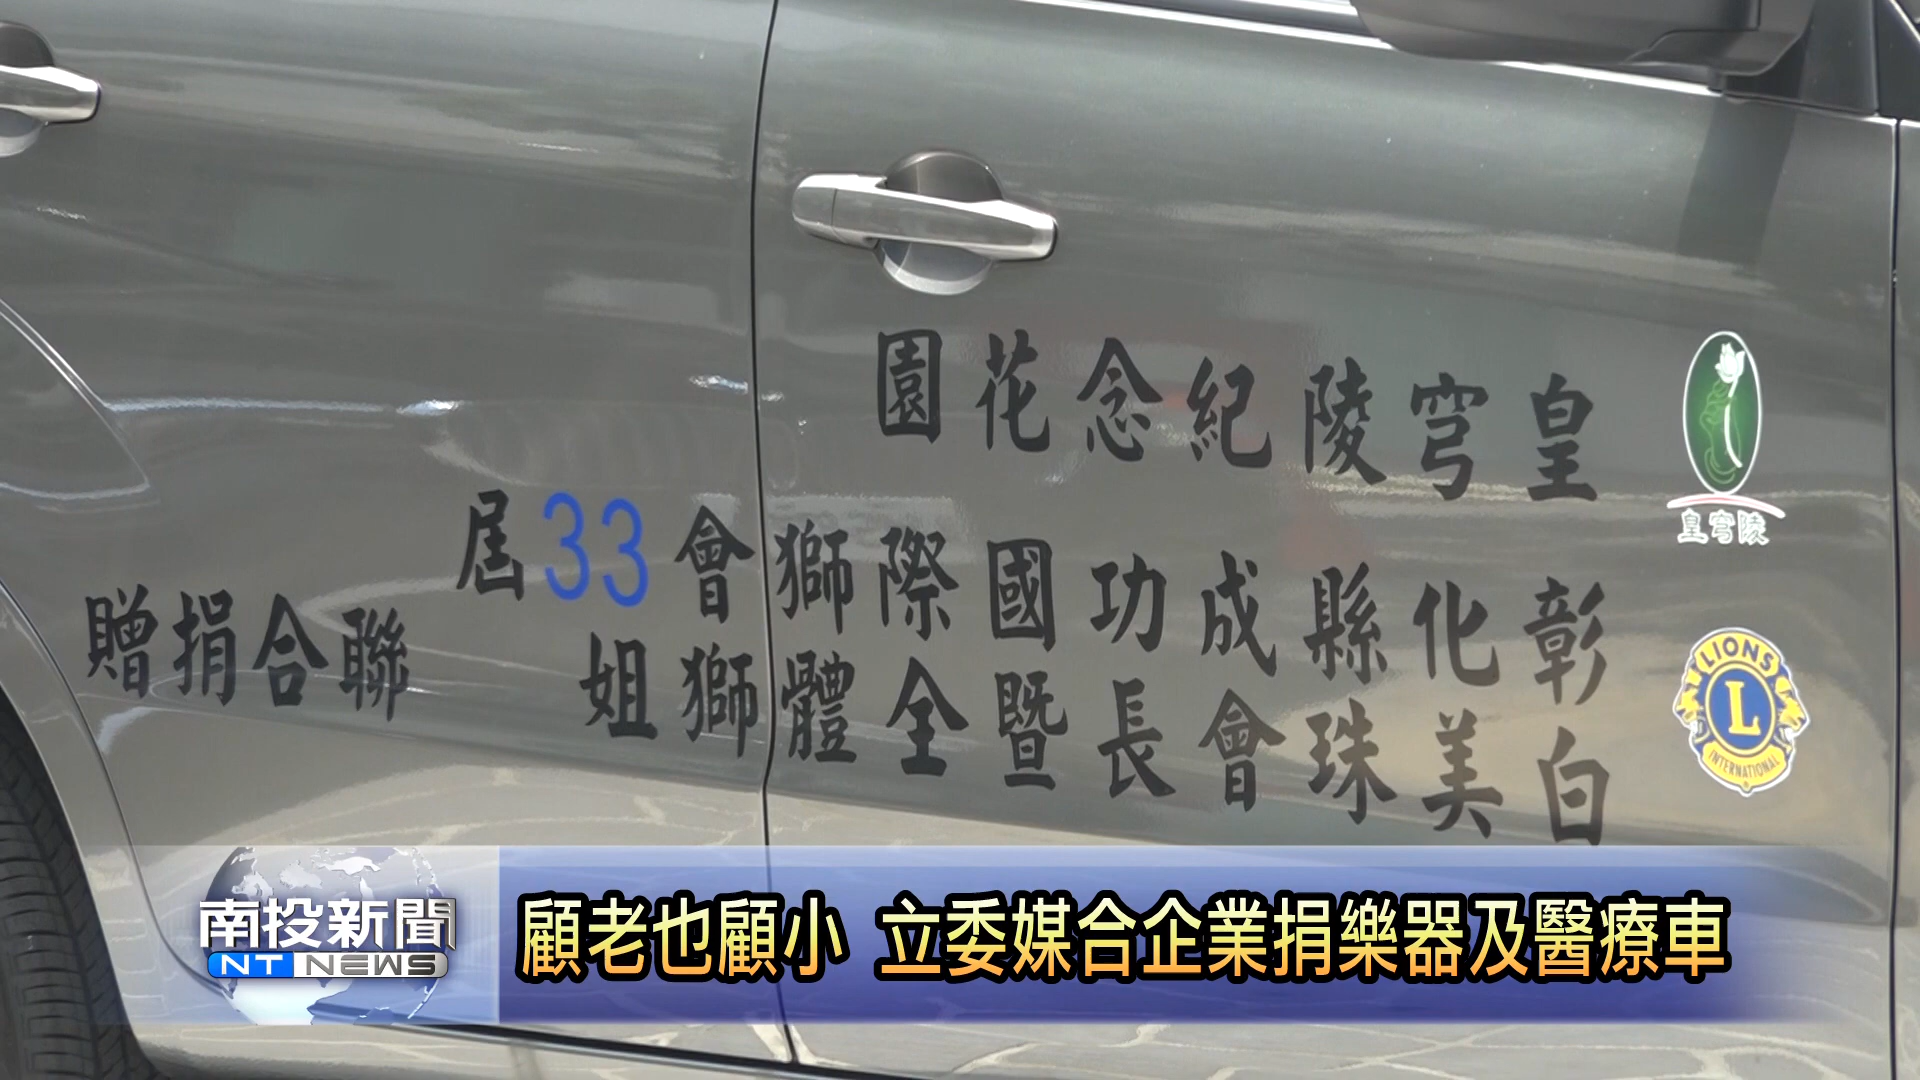 皇穹陵紀念花園
皇穹陵
彰化縣成功國際獅會33屆
白美珠會長暨全體獅姐
聯合捐贈
LIONS
L
INTERNATIONAL
南投新聞
NT NEWS
顧老也顧小 立委媒合企業捐樂器及醫療車